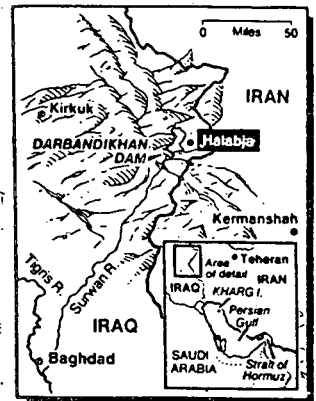 0 Miles 50
IRAN
Kirkuk
DARBANDIKHAN
DAM
Halabja
Kermanshah
Tigris R.
Surwan R.
IRAQ
Baghdad
Area
of detail
Teheran
IRAN
IRAQ
KHARG I.
Persian
Gulf
SAUDI
ARABIA
Strait of
Hormuz